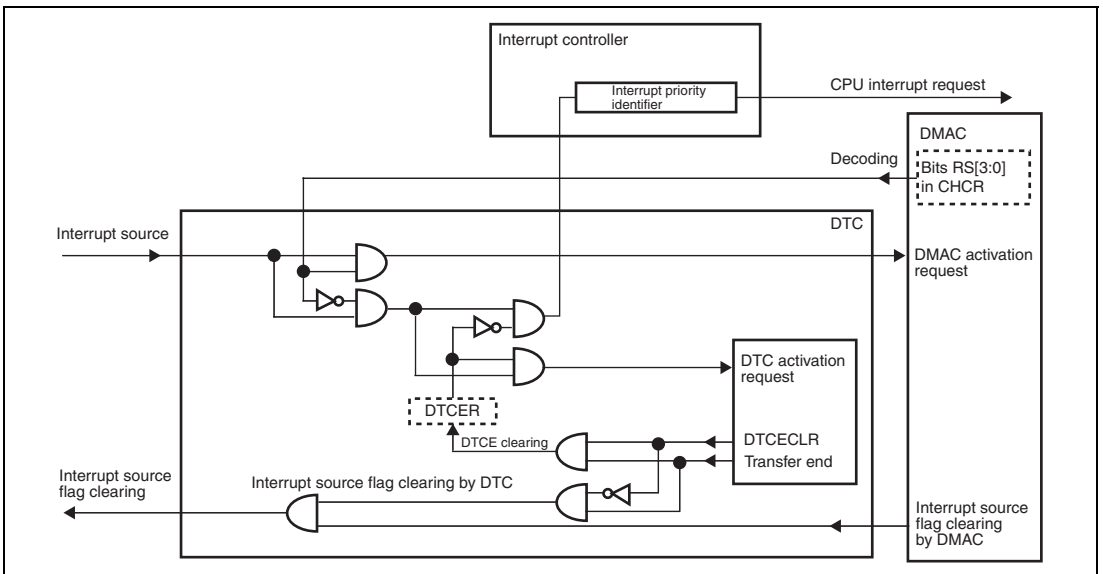 Interrupt controller
Interrupt priority
identifier
CPU interrupt request
DMAC
Decoding
Bits RS[3:0]
in CHCR
DTC
Interrupt source
DMAC activation
request
DTC activation
request
DTCER
DTCE clearing
DTCECLR
Transfer end
Interrupt source
flag clearing
Interrupt source flag clearing by DTC
Interrupt source
flag clearing
by DMAC